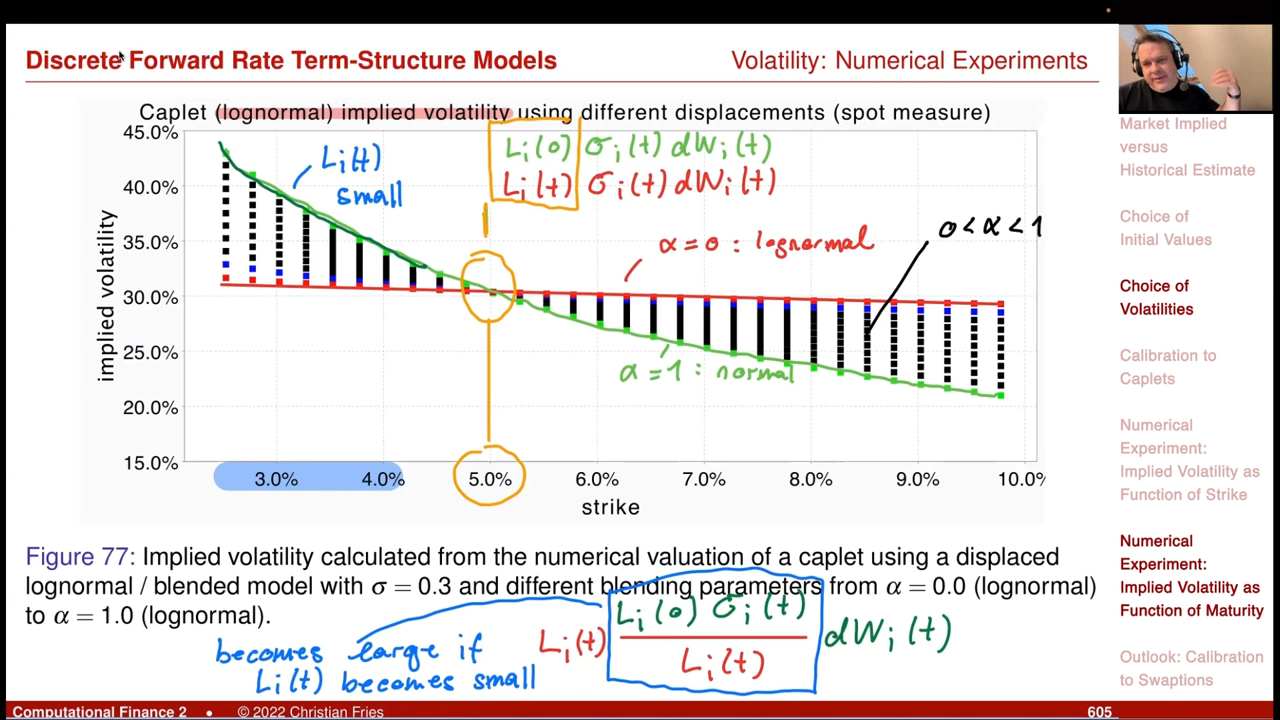 Discrete Forward Rate Term-Structure Models
Volatility: Numerical Experiments
Caplet (lognormal) implied volatility using different displacements (spot measure)
45.0%
40.0%
35.0%
30.0%
25.0%
20.0%
15.0%
implied volatility
Li(t)
small
Li(0) σi(t) dWi(t)
Li(t) σi(t) dWi(t)
α=0 : lognormal
0<α<1
α=1 : normal
3.0% 4.0% 5.0% 6.0% 7.0% 8.0% 9.0% 10.0%
strike
Figure 77: Implied volatility calculated from the numerical valuation of a caplet using a displaced
lognormal / blended model with σ = 0.3 and different blending parameters from α = 0.0 (lognormal)
to α = 1.0 (lognormal).
becomes large if
Li(t) becomes small
Li(t) Li(0) σi(t) / Li(t) dWi(t)
Market Implied
versus
Historical Estimate
Choice of
Initial Values
Choice of
Volatilities
Calibration to
Caplets
Numerical
Experiment:
Implied Volatility as
Function of Strike
Numerical
Experiment:
Implied Volatility as
Function of Maturity
Outlook: Calibration
to Swaptions
Computational Finance 2 • © 2022 Christian Fries
605